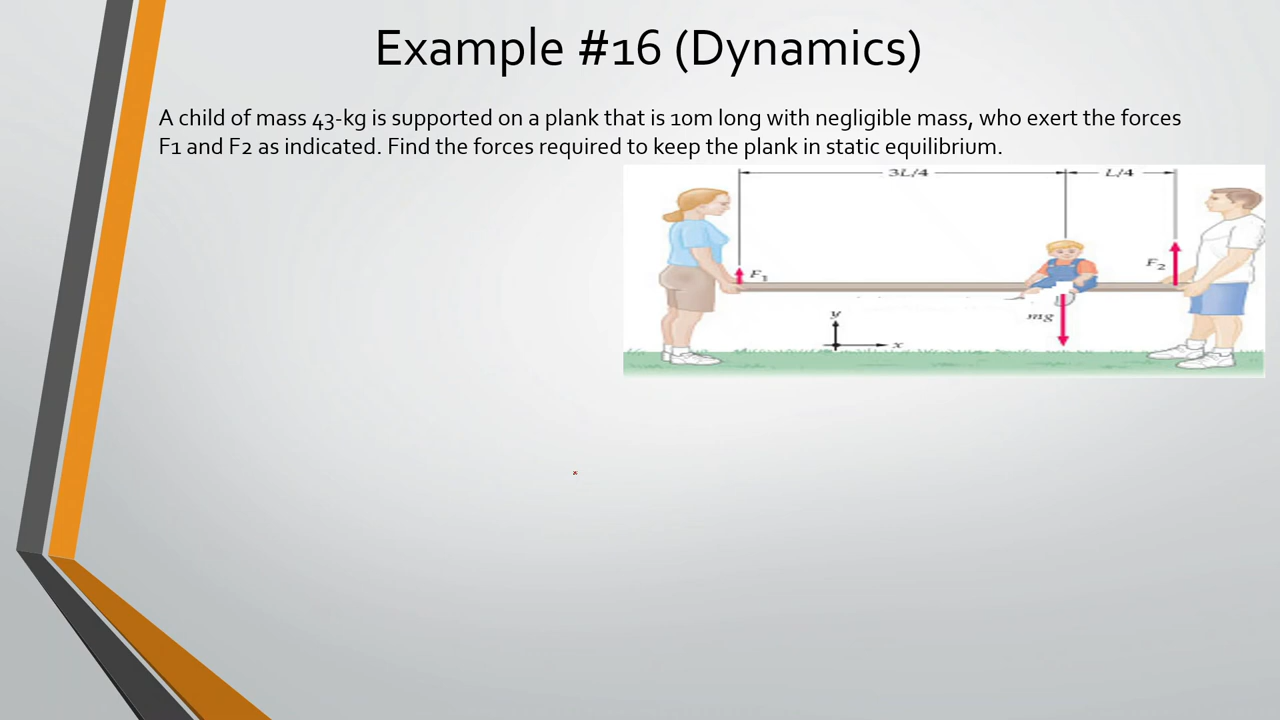 Example #16 (Dynamics)
A child of mass 43-kg is supported on a plank that is 10m long with negligible mass, who exert the forces
F1 and F2 as indicated. Find the forces required to keep the plank in static equilibrium.
3L/4
L/4
F₁
F₂
mg
y
x